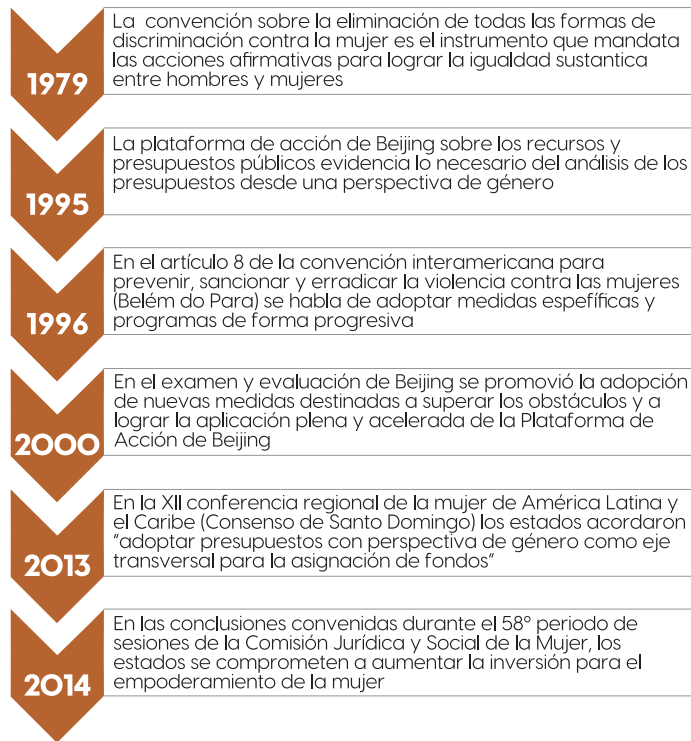 La convención sobre la eliminación de todas las formas de
discriminación contra la mujer es el instrumento que mandata
las acciones afirmativas para lograr la igualdad sustantica
entre hombres y mujeres
1979
La plataforma de acción de Beijing sobre los recursos y
presupuestos públicos evidencia lo necesario del análisis de los
presupuestos desde una perspectiva de género
1995
En el artículo 8 de la convención interamericana para
prevenir, sancionar y erradicar la violencia contra las mujeres
(Belém do Para) se habla de adoptar medidas espefíficas y
programas de forma progresiva
1996
En el examen y evaluación de Beijing se promovió la adopción
de nuevas medidas destinadas a superar los obstáculos y a
lograr la aplicación plena y acelerada de la Plataforma de
Acción de Beijing
2000
En la XII conferencia regional de la mujer de América Latina y
el Caribe (Consenso de Santo Domingo) los estados acordaron
"adoptar presupuestos con perspectiva de género como eje
transversal para la asignación de fondos"
2013
En las conclusiones convenidas durante el 58º periodo de
sesiones de la Comisión Jurídica y Social de la Mujer, los
estados se comprometen a aumentar la inversión para el
empoderamiento de la mujer
2014